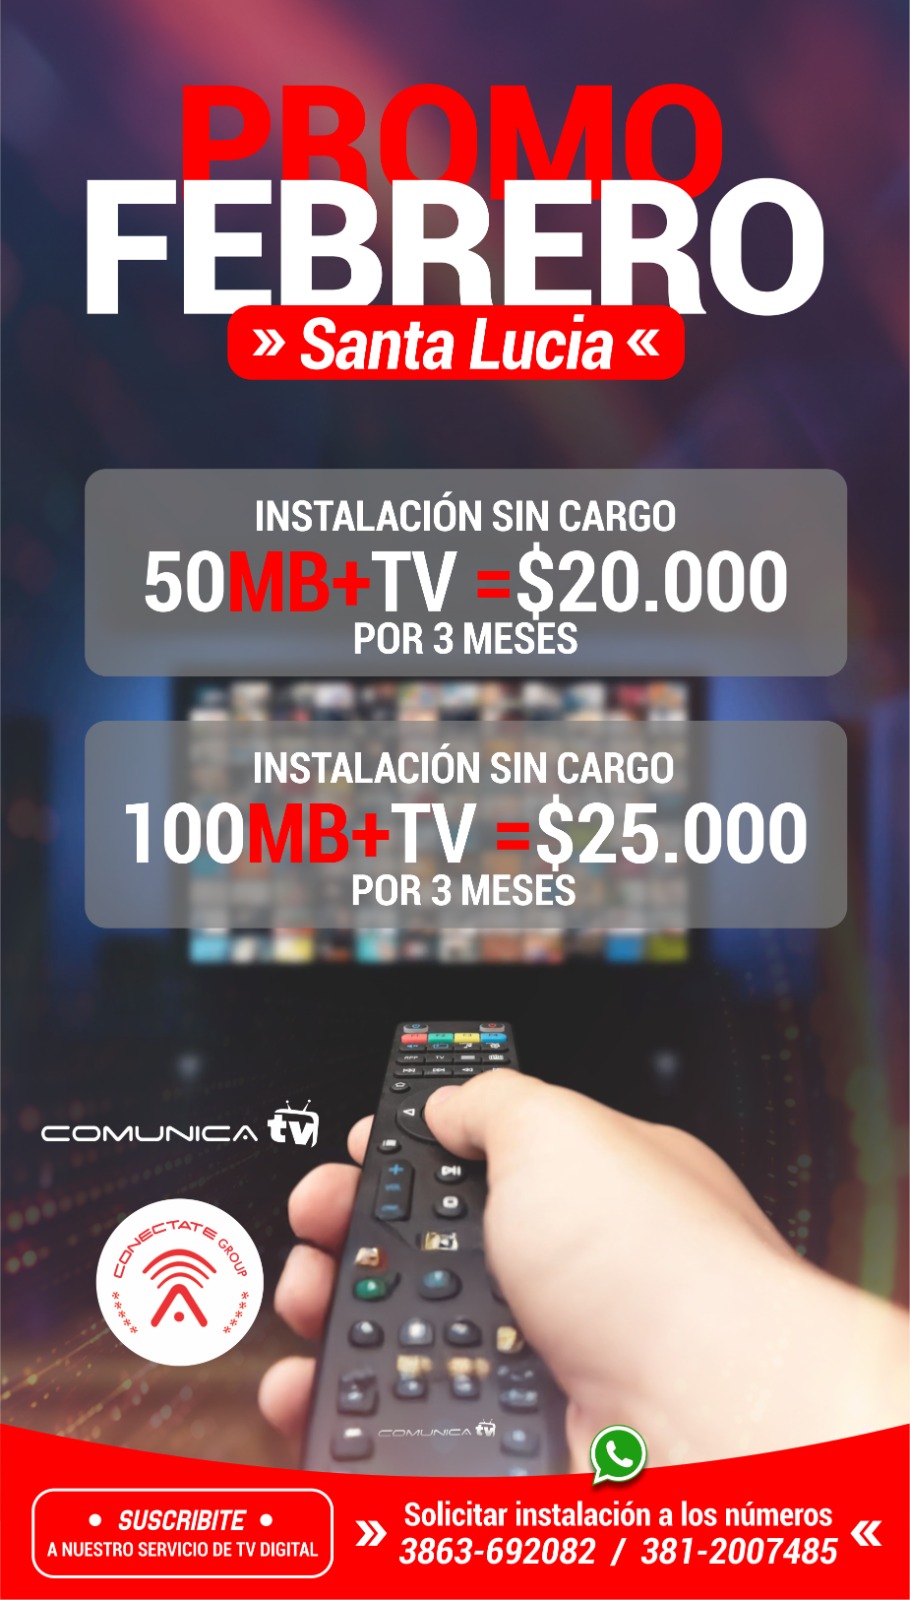 PROMO
FEBRERO
» Santa Lucia «
INSTALACIÓN SIN CARGO
50MB+TV =$20.000
POR 3 MESES
INSTALACIÓN SIN CARGO
100MB+TV =$25.000
POR 3 MESES
COMUNICA tv
CONECTATE GROUP
COMUNICA tv
• SUSCRIBITE •
A NUESTRO SERVICIO DE TV DIGITAL
» Solicitar instalación a los números «
3863-692082 / 381-2007485